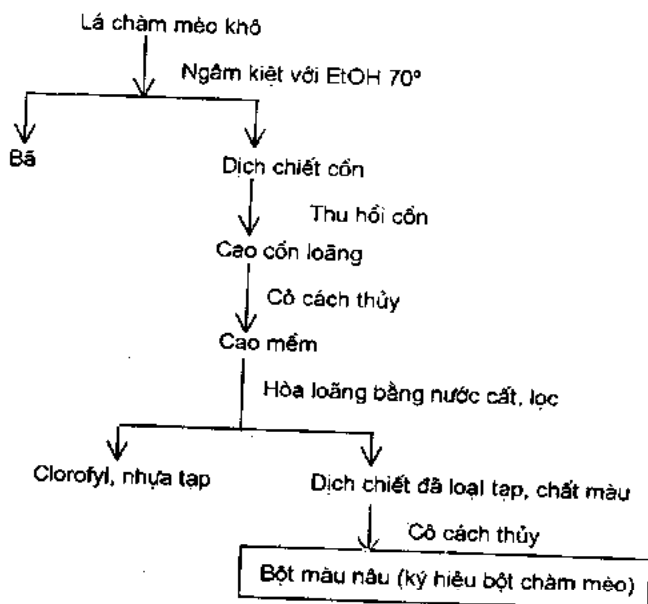 Lá chàm mèo khô
Ngâm kiệt với EtOH 70°
Bã
Dịch chiết cồn
Thu hồi cồn
Cao cồn loãng
Cô cách thủy
Cao mềm
Hòa loãng bằng nước cất, lọc
Clorofyl, nhựa tạp
Dịch chiết đã loại tạp, chất màu
Cô cách thủy
Bột màu nâu (ký hiệu bột chàm mèo)